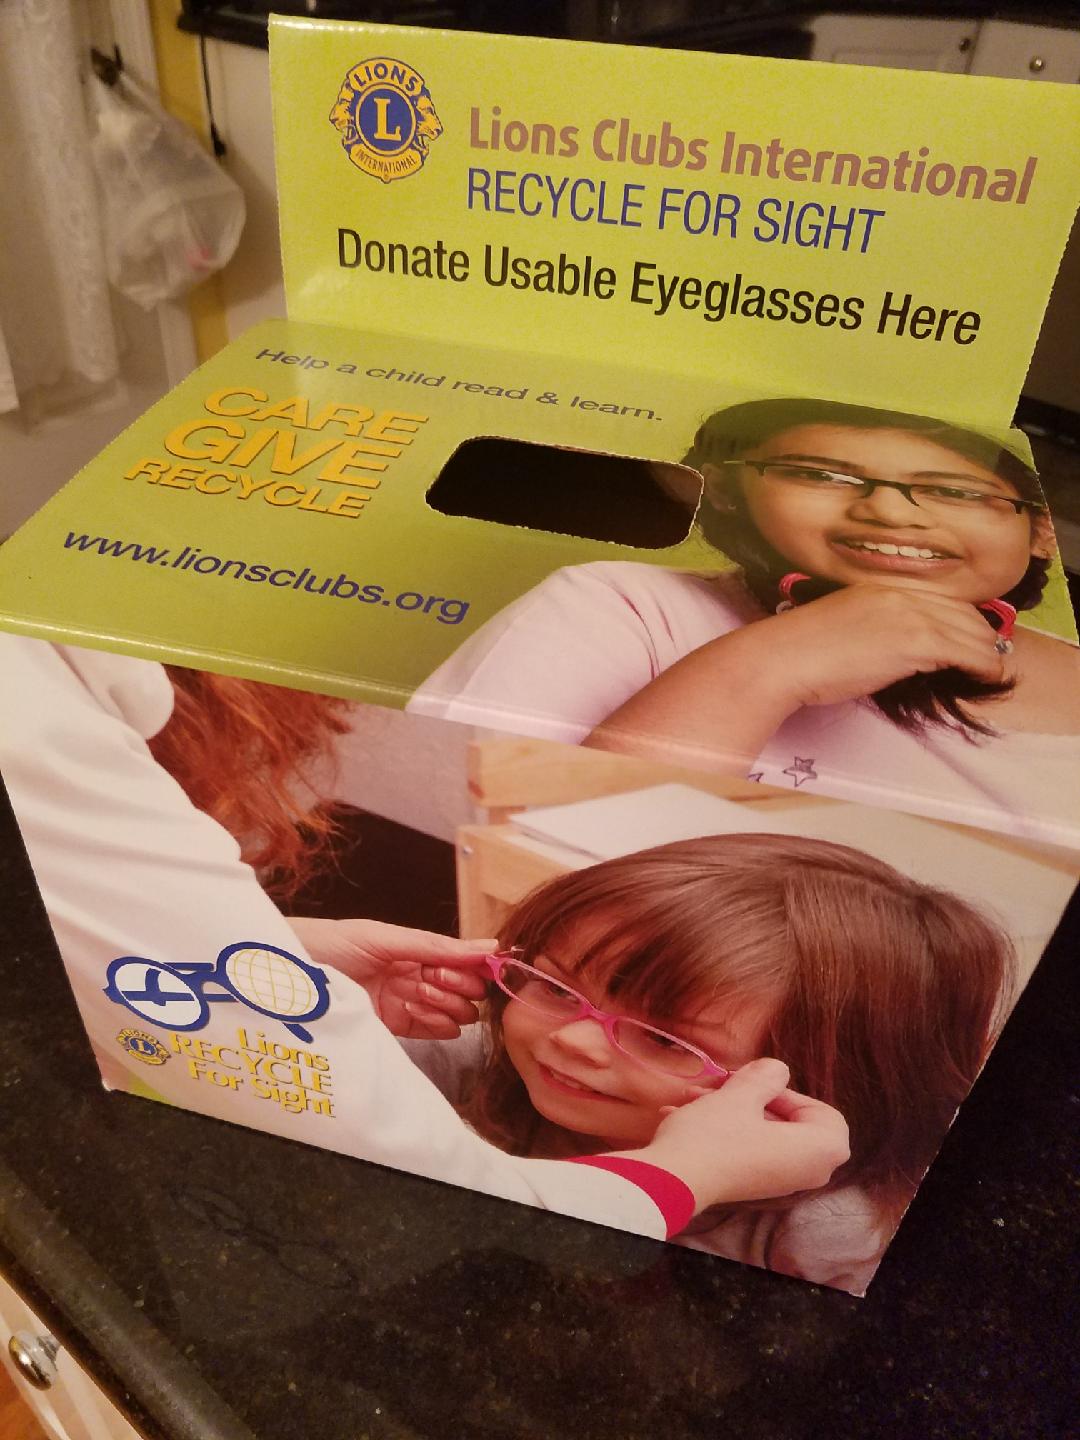 LIONS
L
INTERNATIONAL
Lions Clubs International
RECYCLE FOR SIGHT
Donate Usable Eyeglasses Here
Help a child read & learn.
CARE
GIVE
RECYCLE
www.lionsclubs.org
L
Lions
RECYCLE
For Sight